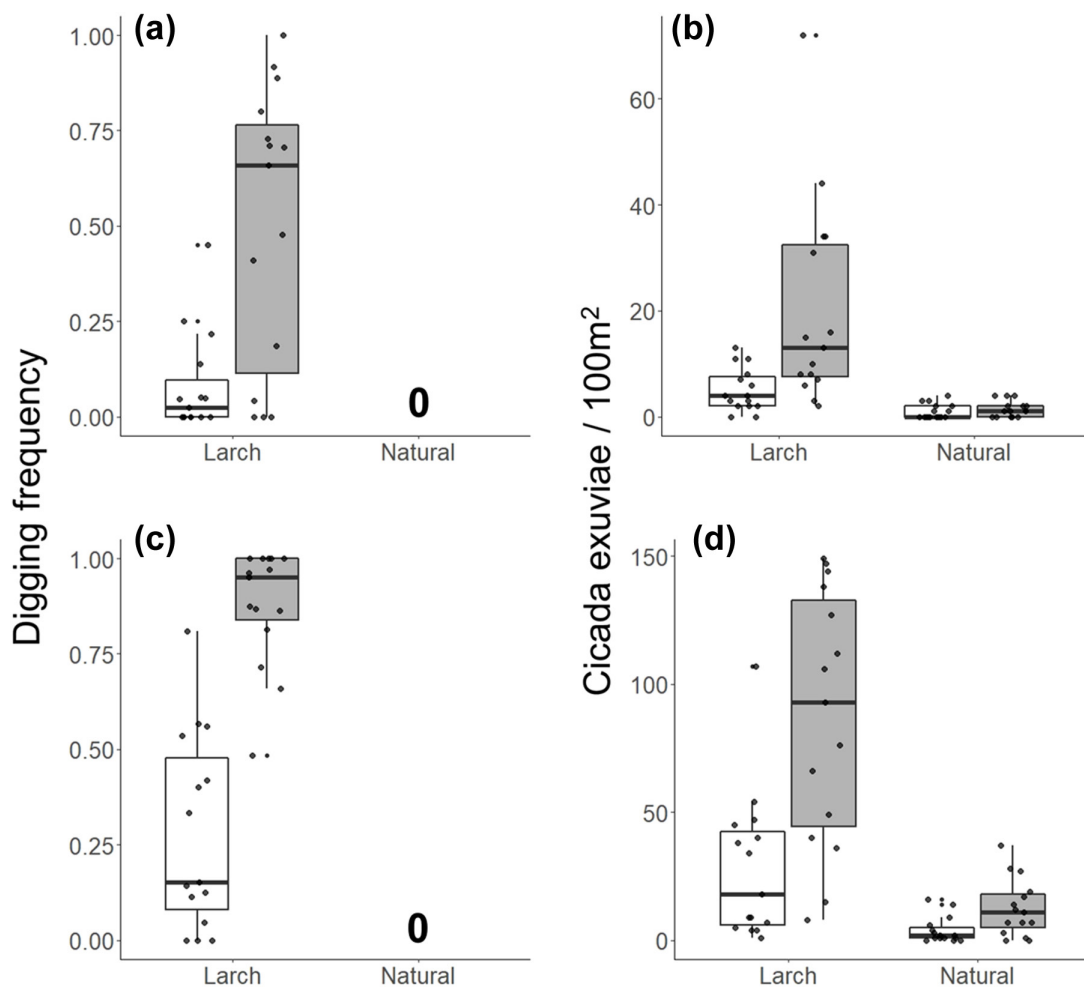 (a)
1.00
0.75
0.50
0.25
0.00
0
Larch
Natural
(b)
60
40
20
0
Larch
Natural
Digging frequency
Cicada exuviae / 100m²
(c)
1.00
0.75
0.50
0.25
0.00
0
Larch
Natural
(d)
150
100
50
0
Larch
Natural